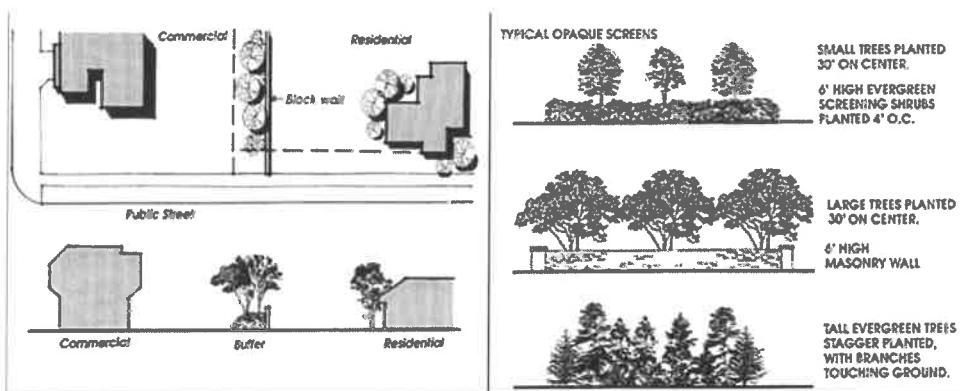 Commercial
Residential
Block wall
Public Street
Commercial
Buffer
Residential
TYPICAL OPAQUE SCREENS
SMALL TREES PLANTED
30' ON CENTER.
6' HIGH EVERGREEN
SCREENING SHRUBS
PLANTED 4' O.C.
LARGE TREES PLANTED
30' ON CENTER.
6' HIGH
MASONRY WALL
TALL EVERGREEN TREES
STAGGER PLANTED,
WITH BRANCHES
TOUCHING GROUND.